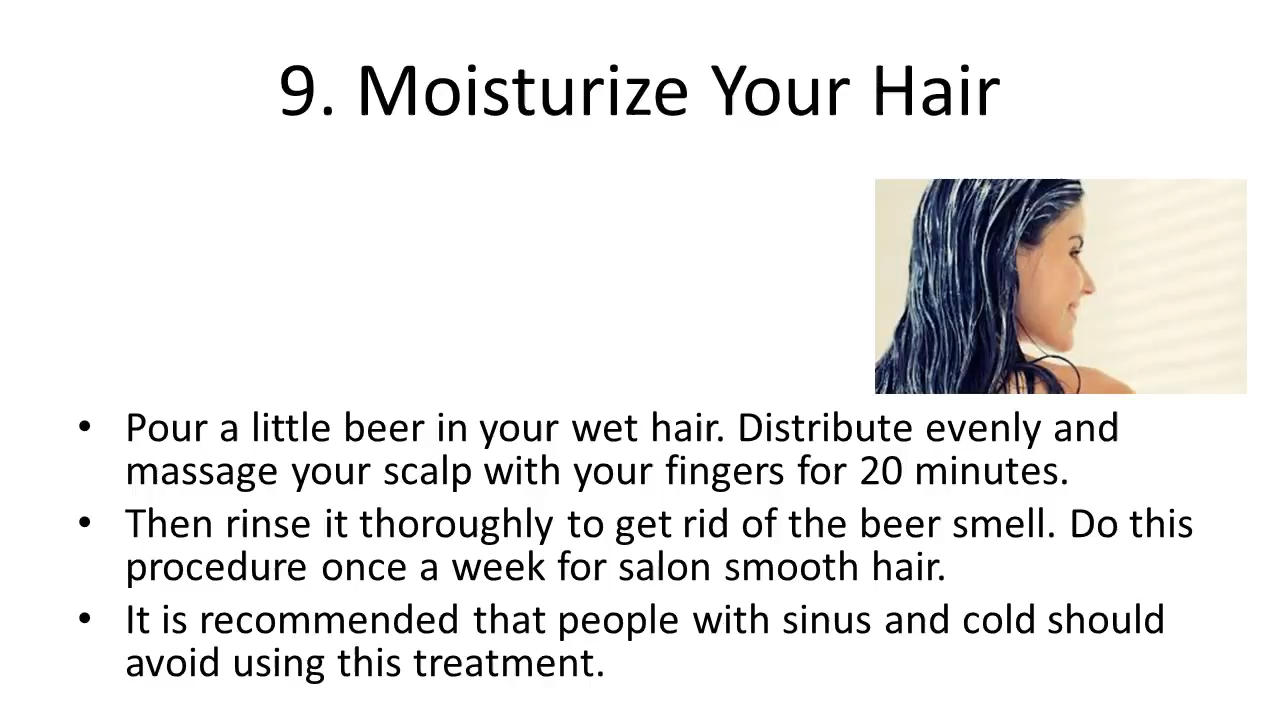 9. Moisturize Your Hair
• Pour a little beer in your wet hair. Distribute evenly and
massage your scalp with your fingers for 20 minutes.
• Then rinse it thoroughly to get rid of the beer smell. Do this
procedure once a week for salon smooth hair.
• It is recommended that people with sinus and cold should
avoid using this treatment.